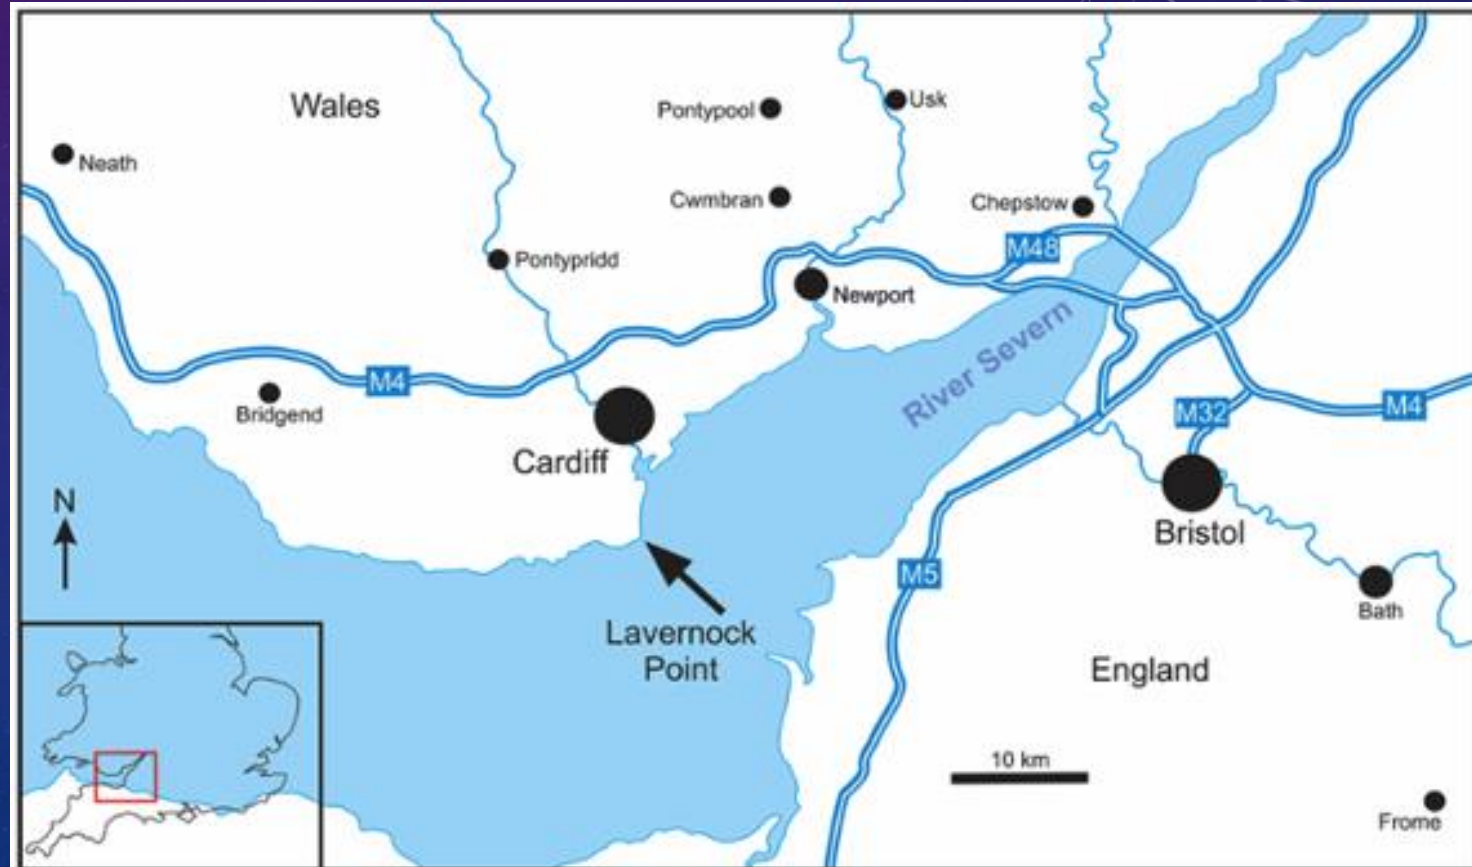 Wales
Neath
Pontypool
Usk
Cwmbran
Chepstow
Pontypridd
M48
Newport
River Severn
M4
Bridgend
M32
M4
Cardiff
N
Bristol
M5
Bath
Lavernock
Point
England
10 km
Frome